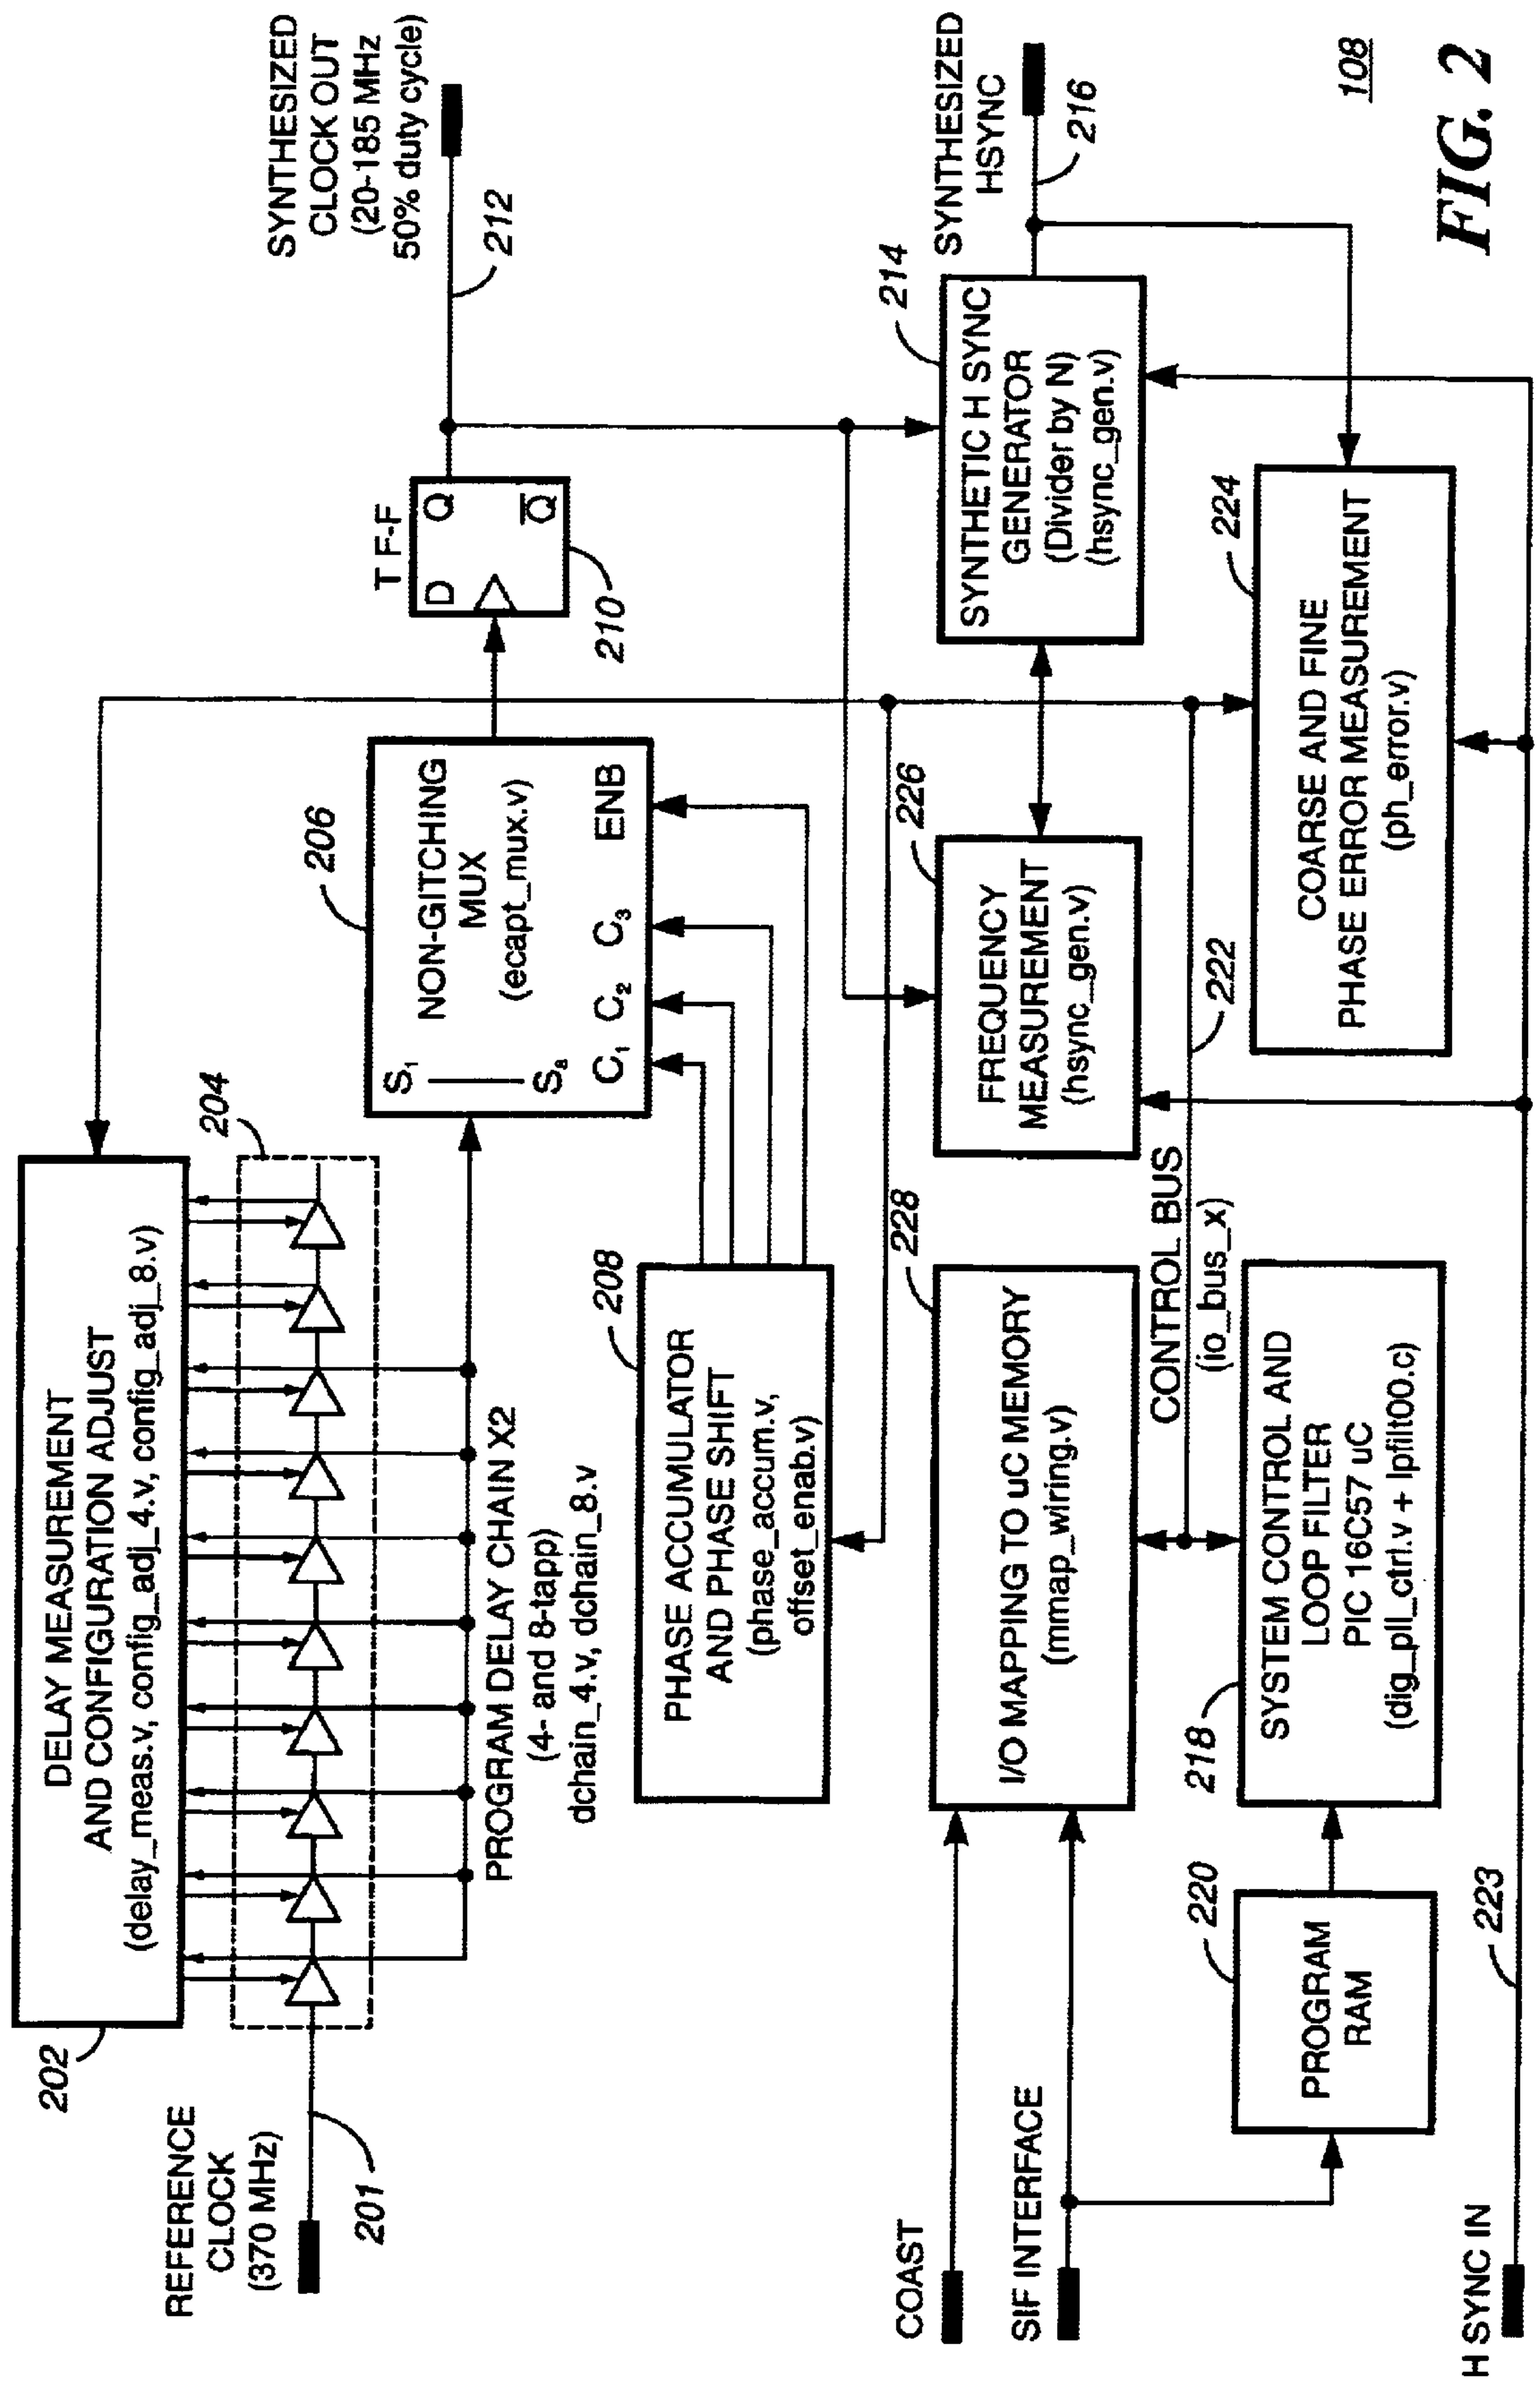 DELAY MEASUREMENT
AND CONFIGURATION ADJUST
(delay_meas.v, config_adj_4.v, config_adj_8.v)
202
REFERENCE
CLOCK
(370 MHz)
201
204
PROGRAM DELAY CHAIN X2
(4- and 8-tapp)
dchain_4.v, dchain_8.v
206
NON-GITCHING
MUX
(ecapt_mux.v)
S1
S8
C1 C2 C3 ENB
T F-F
D Q
Q
210
SYNTHESIZED
CLOCK OUT
(20-185 MHz
50% duty cycle)
212
208
PHASE ACCUMULATOR
AND PHASE SHIFT
(phase_accum.v,
offset_enab.v)
COAST
SIF INTERFACE
228
I/O MAPPING TO uC MEMORY
(mmap_wiring.v)
226
FREQUENCY
MEASUREMENT
(hsync_gen.v)
214
SYNTHETIC H SYNC
GENERATOR
(Divider by N)
(hsync_gen.v)
SYNTHESIZED
HSYNC
216
CONTROL BUS
(io_bus_x)
222
220
PROGRAM
RAM
218
SYSTEM CONTROL AND
LOOP FILTER
PIC 16C57 uC
(dig_pll_ctrl.v + lpfilt00.c)
224
COARSE AND FINE
PHASE ERROR MEASUREMENT
(ph_error.v)
H SYNC IN
223
108
FIG. 2